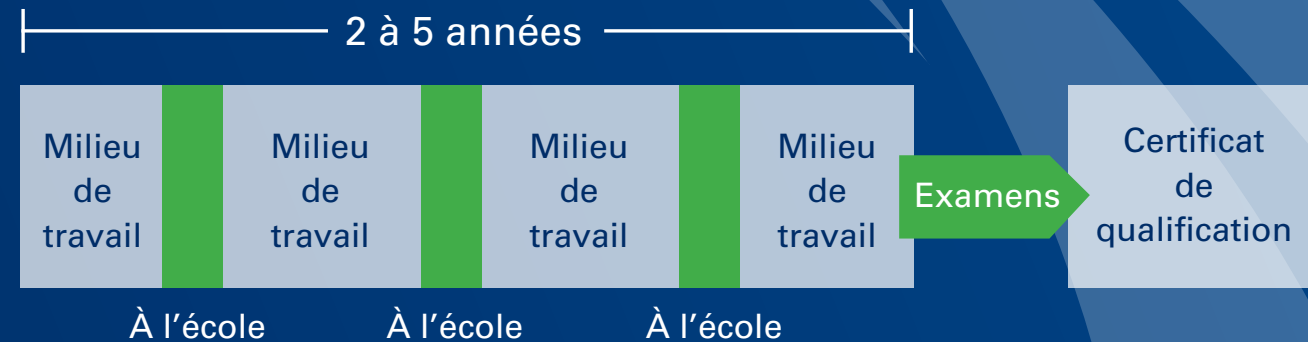 2 à 5 années
Milieu
de
travail
Milieu
de
travail
Milieu
de
travail
Milieu
de
travail
Examens
Certificat
de
qualification
À l’école
À l’école
À l’école